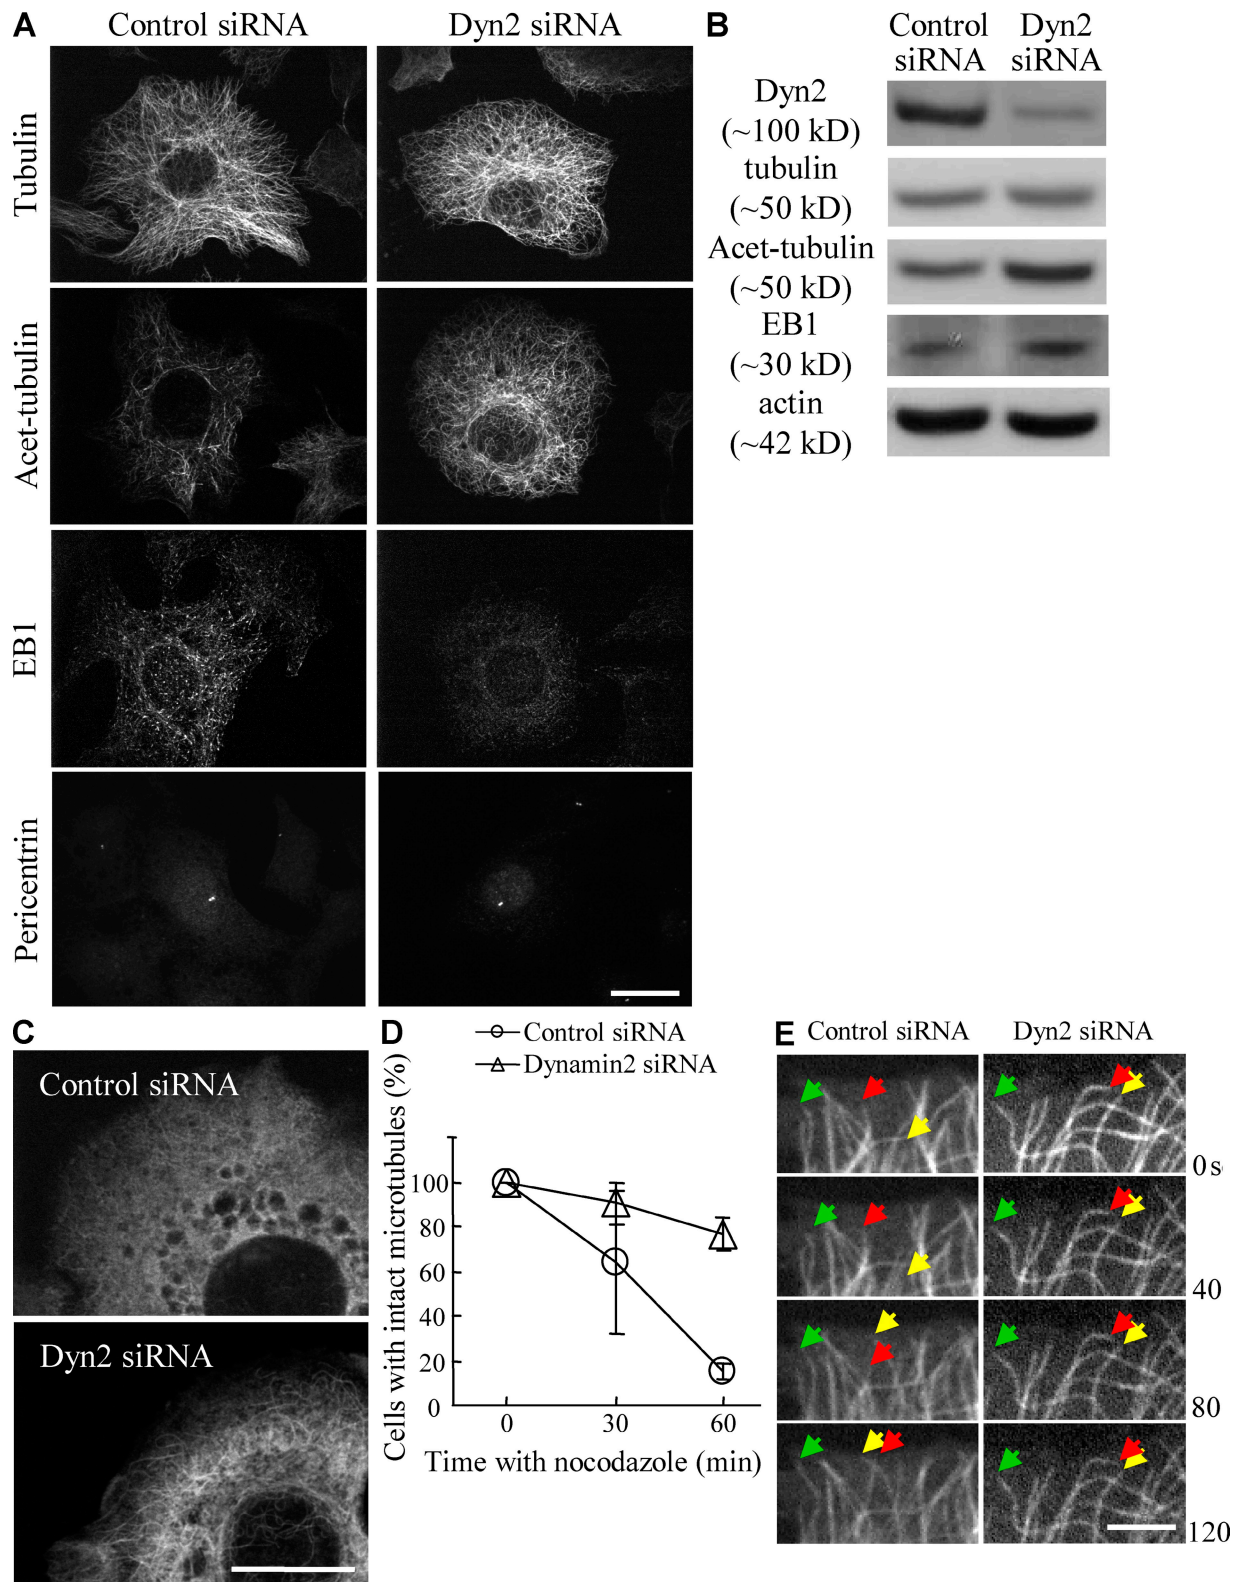 A
Control siRNA
Dyn2 siRNA
Tubulin
Acet-tubulin
EB1
Pericentrin
B
Control
siRNA
Dyn2
siRNA
Dyn2
(~100 kD)
tubulin
(~50 kD)
Acet-tubulin
(~50 kD)
EB1
(~30 kD)
actin
(~42 kD)
C
Control siRNA
Dyn2 siRNA
D
Control siRNA
Dynamin2 siRNA
Cells with intact microtubules (%)
100
80
60
40
20
0
0 30 60
Time with nocodazole (min)
E
Control siRNA
Dyn2 siRNA
0 s
40
80
120